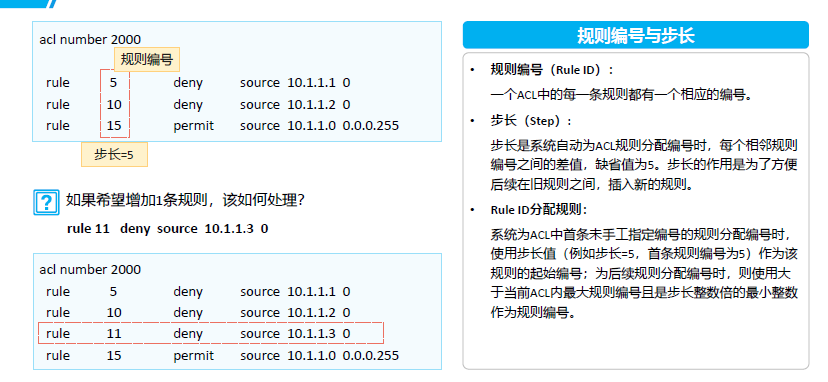 acl number 2000
规则编号
rule 5 deny source 10.1.1.1 0
rule 10 deny source 10.1.1.2 0
rule 15 permit source 10.1.1.0 0.0.0.255
步长=5
? 如果希望增加1条规则，该如何处理？
rule 11 deny source 10.1.1.3 0
acl number 2000
rule 5 deny source 10.1.1.1 0
rule 10 deny source 10.1.1.2 0
rule 11 deny source 10.1.1.3 0
rule 15 permit source 10.1.1.0 0.0.0.255
规则编号与步长
• 规则编号（Rule ID）：
一个ACL中的每一条规则都有一个相应的编号。
• 步长（Step）：
步长是系统自动为ACL规则分配编号时，每个相邻规则
编号之间的差值，缺省值为5。步长的作用是为了方便
后续在旧规则之间，插入新的规则。
• Rule ID分配规则：
系统为ACL中首条未手工指定编号的规则分配编号时，
使用步长值（例如步长=5，首条规则编号为5）作为该
规则的起始编号；为后续规则分配编号时，则使用大
于当前ACL内最大规则编号且是步长整数倍的最小整数
作为规则编号。